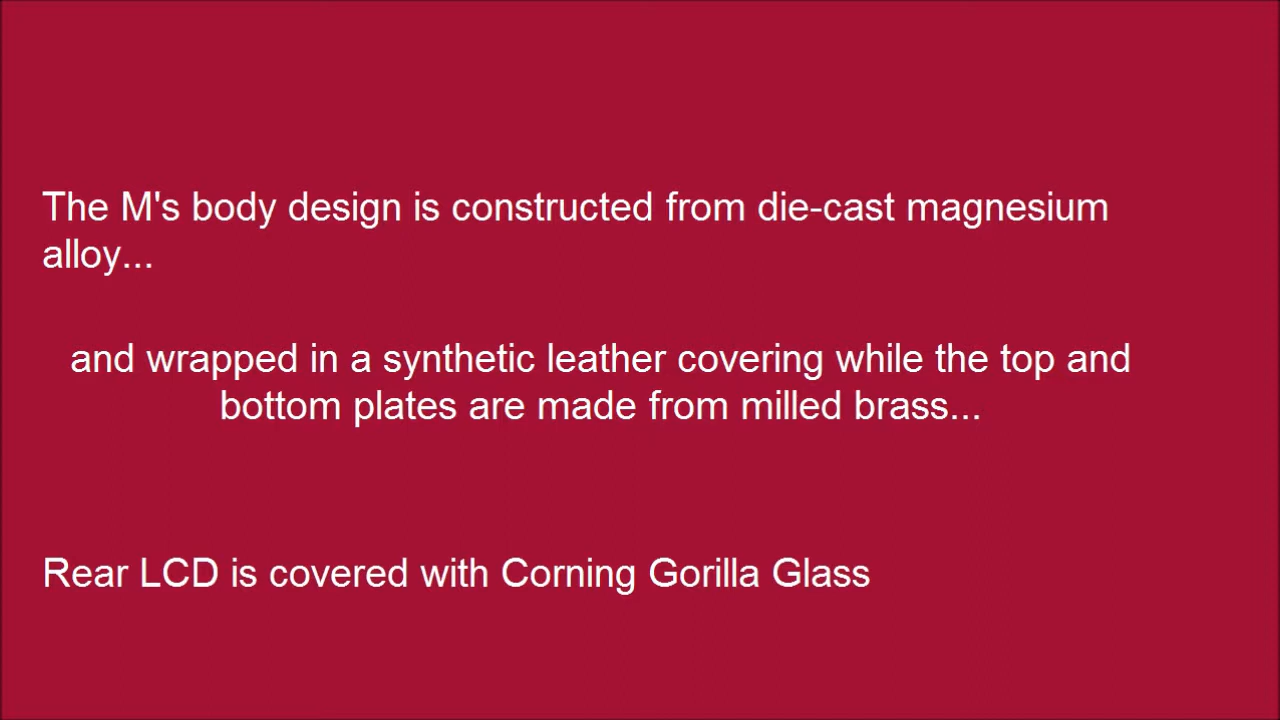 The M's body design is constructed from die-cast magnesium
alloy...
and wrapped in a synthetic leather covering while the top and
bottom plates are made from milled brass...
Rear LCD is covered with Corning Gorilla Glass